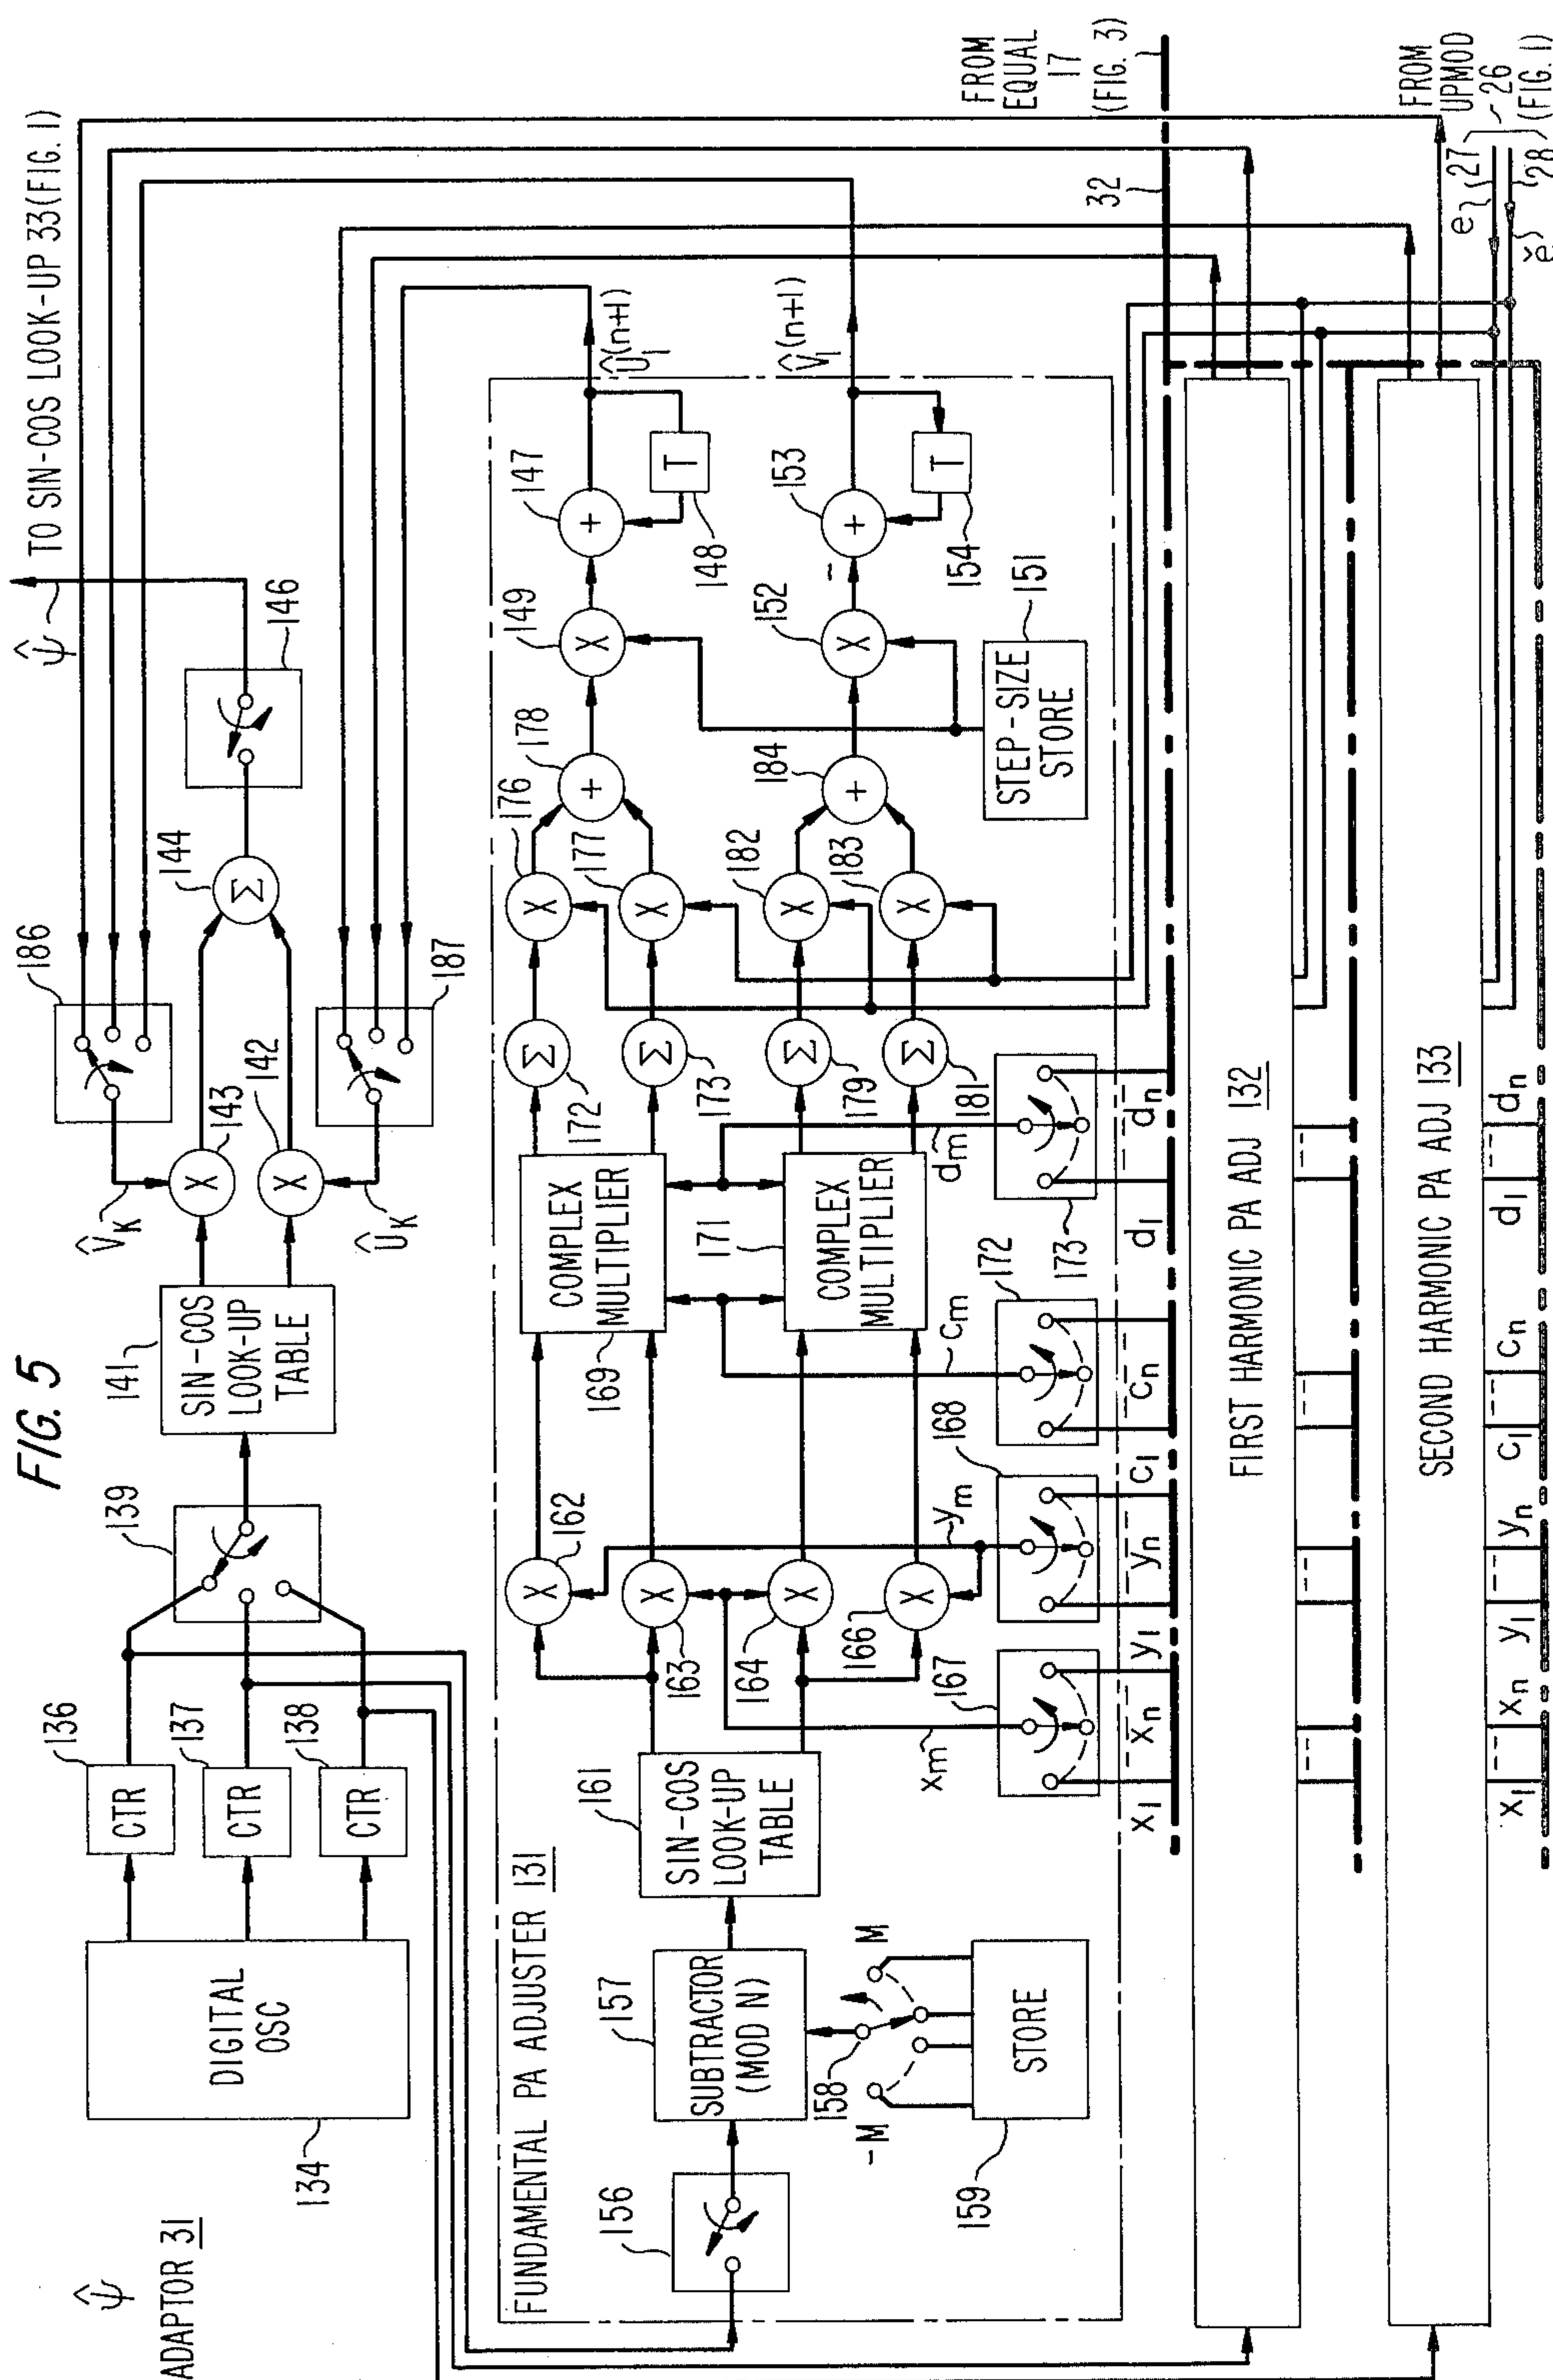 FIG. 5
ψ̂
ADAPTOR 31
TO SIN-COS LOOK-UP 33 (FIG. 1)
ψ̂
DIGITAL
OSC
134
136
CTR
137
CTR
138
CTR
139
141
SIN-COS
LOOK-UP
TABLE
V̂K
143
142
ÛK
186
187
144
Σ
146
X
X
FUNDAMENTAL PA ADJUSTER 131
156
157
SUBTRACTOR
(MOD N)
158
-M
M
STORE
159
161
SIN-COS
LOOK-UP
TABLE
162
X
163
X
164
X
166
X
167
xm
168
ym
COMPLEX
MULTIPLIER
169
171
COMPLEX
MULTIPLIER
172
cm
173
dm
Σ
172
Σ
173
Σ
179
Σ
181
176
X
177
X
182
X
183
X
178
+
184
+
149
X
152
X
-
STEP-SIZE
STORE
151
147
+
T
148
153
+
T
154
Û1(n+1)
V̂1(n+1)
x1 -- xn
y1 -- yn
c1 -- cn
d1 -- dn
32
FROM
EQUAL
17
(FIG. 3)
FIRST HARMONIC PA ADJ 132
SECOND HARMONIC PA ADJ 133
FROM
UPMOD
26
(FIG. 1)
e 27
ě 28
x1 -- xn
y1 -- yn
c1 -- cn
d1 -- dn